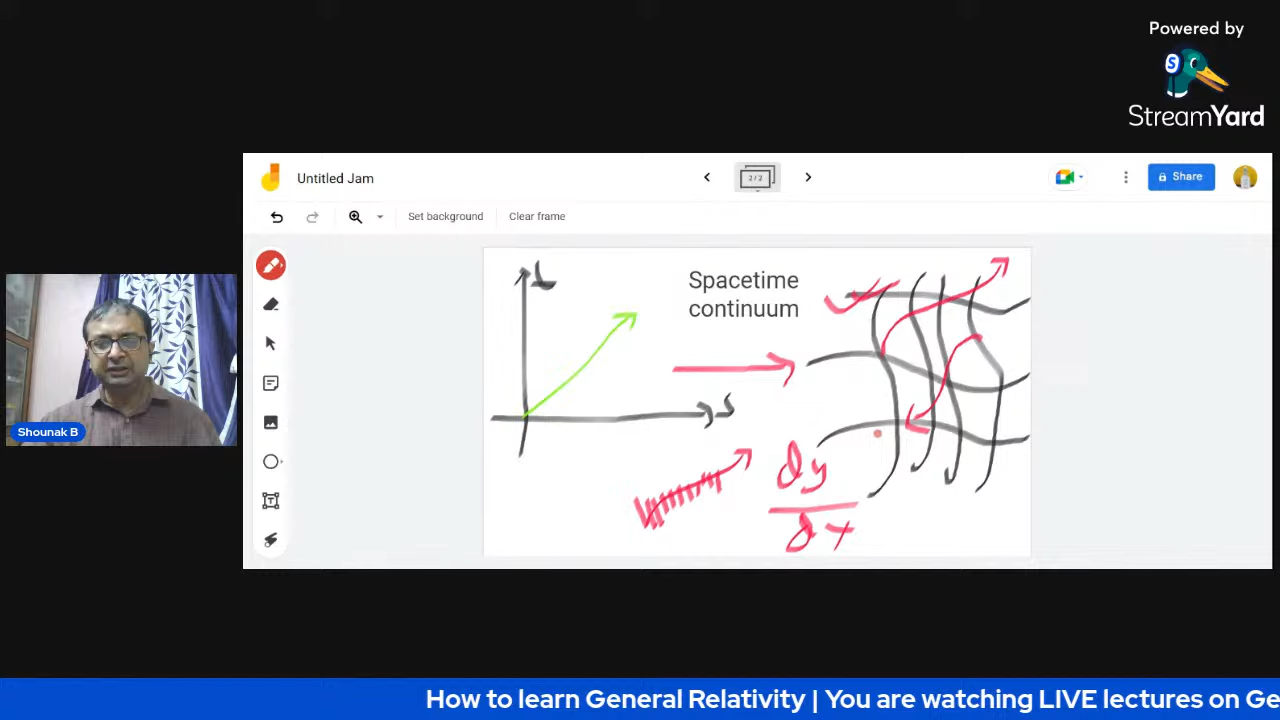 Powered by
S
StreamYard
Untitled Jam
2 / 2
Share
Set background
Clear frame
t
Spacetime
continuum
s
dy
dx
Shounak B
How to learn General Relativity | You are watching LIVE lectures on Ge